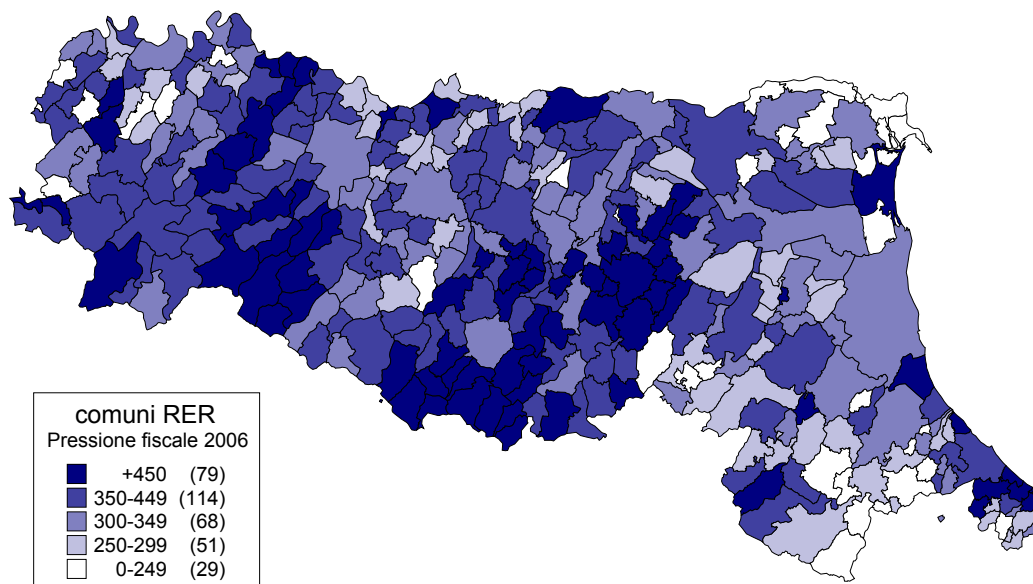 comuni RER
Pressione fiscale 2006
+450 (79)
350-449 (114)
300-349 (68)
250-299 (51)
0-249 (29)